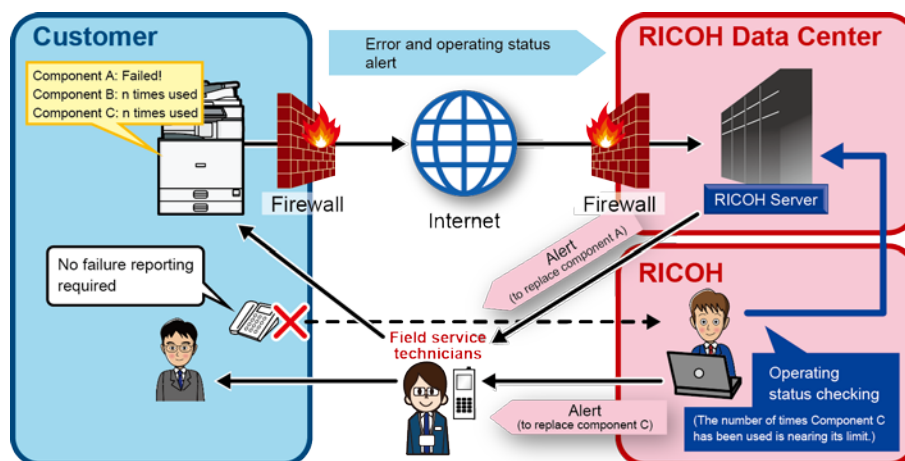 Customer
Component A: Failed!
Component B: n times used
Component C: n times used
Error and operating status
alert
RICOH Data Center
Firewall
Internet
Firewall
RICOH Server
No failure reporting
required
Alert
(to replace component A)
RICOH
Field service
technicians
Operating
status checking
(The number of times Component C
has been used is nearing its limit.)
Alert
(to replace component C)